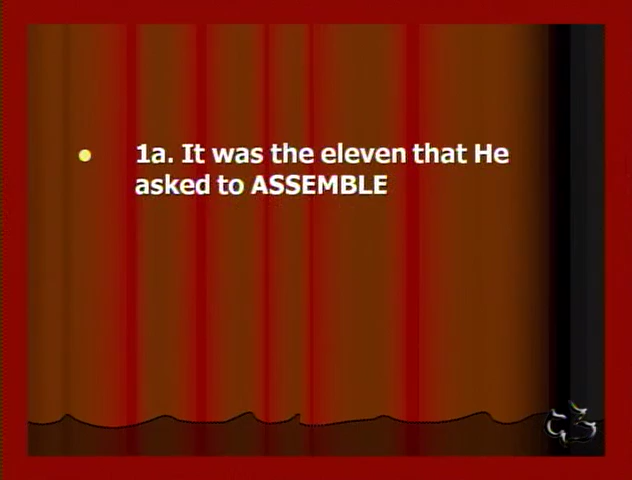 1a. It was the eleven that He
asked to ASSEMBLE